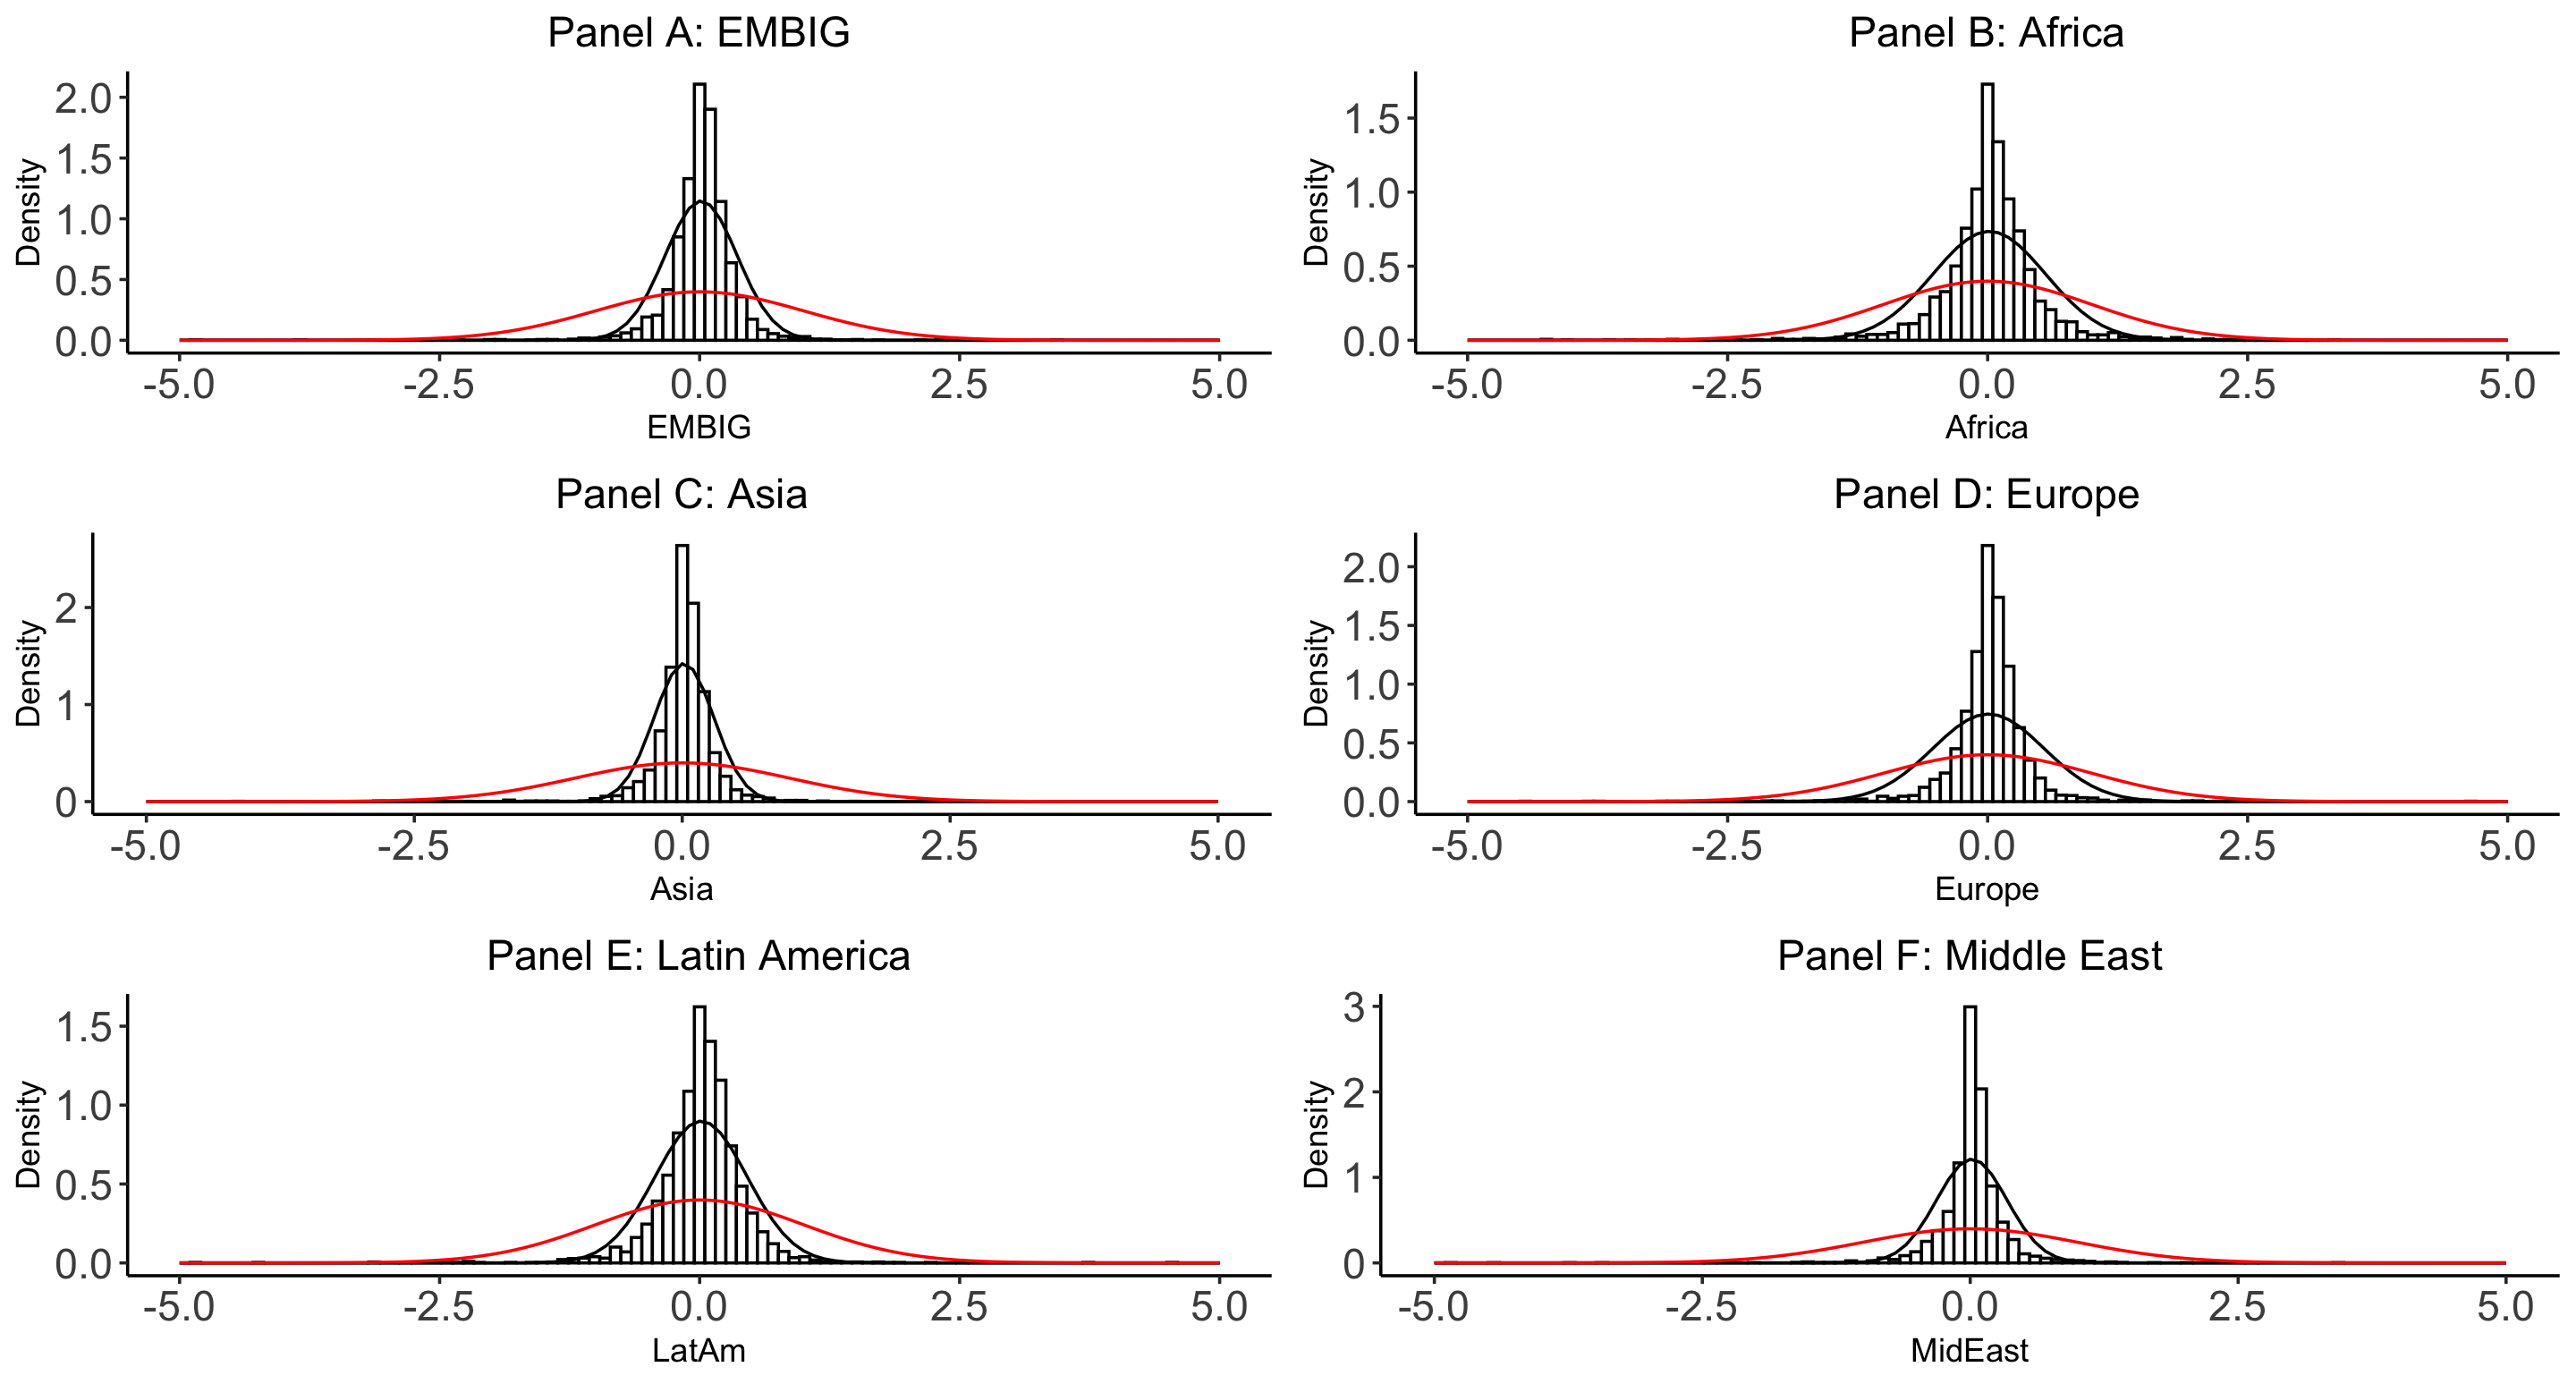 Panel A: EMBIG
Density
2.0
1.5
1.0
0.5
0.0
-5.0 -2.5 0.0 2.5 5.0
EMBIG
Panel B: Africa
Density
1.5
1.0
0.5
0.0
-5.0 -2.5 0.0 2.5 5.0
Africa
Panel C: Asia
Density
2
1
0
-5.0 -2.5 0.0 2.5 5.0
Asia
Panel D: Europe
Density
2.0
1.5
1.0
0.5
0.0
-5.0 -2.5 0.0 2.5 5.0
Europe
Panel E: Latin America
Density
1.5
1.0
0.5
0.0
-5.0 -2.5 0.0 2.5 5.0
LatAm
Panel F: Middle East
Density
3
2
1
0
-5.0 -2.5 0.0 2.5 5.0
MidEast